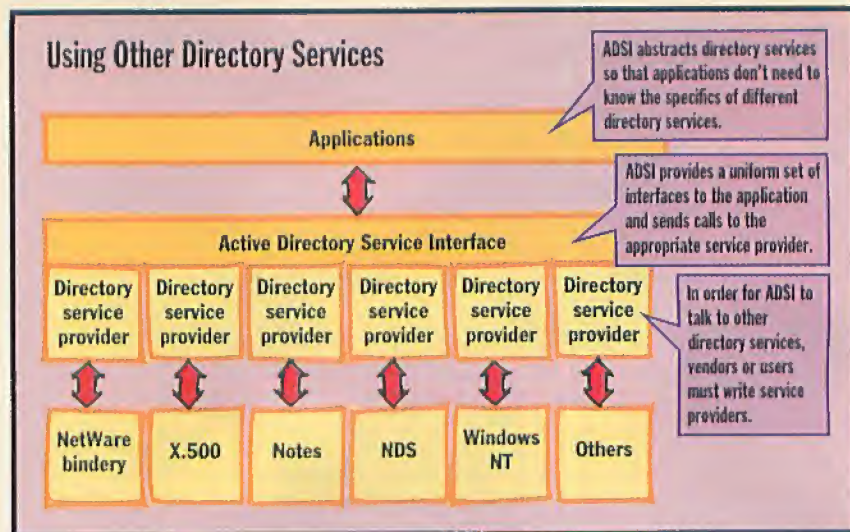 Using Other Directory Services
ADSI abstracts directory services
so that applications don't need to
know the specifics of different
directory services.
Applications
ADSI provides a uniform set of
interfaces to the application
and sends calls to the
appropriate service provider.
Active Directory Service Interface
Directory
service
provider
Directory
service
provider
Directory
service
provider
Directory
service
provider
Directory
service
provider
Directory
service
provider
In order for ADSI to
talk to other
directory services,
vendors or users
must write service
providers.
NetWare
bindery
X.500
Notes
NDS
Windows
NT
Others